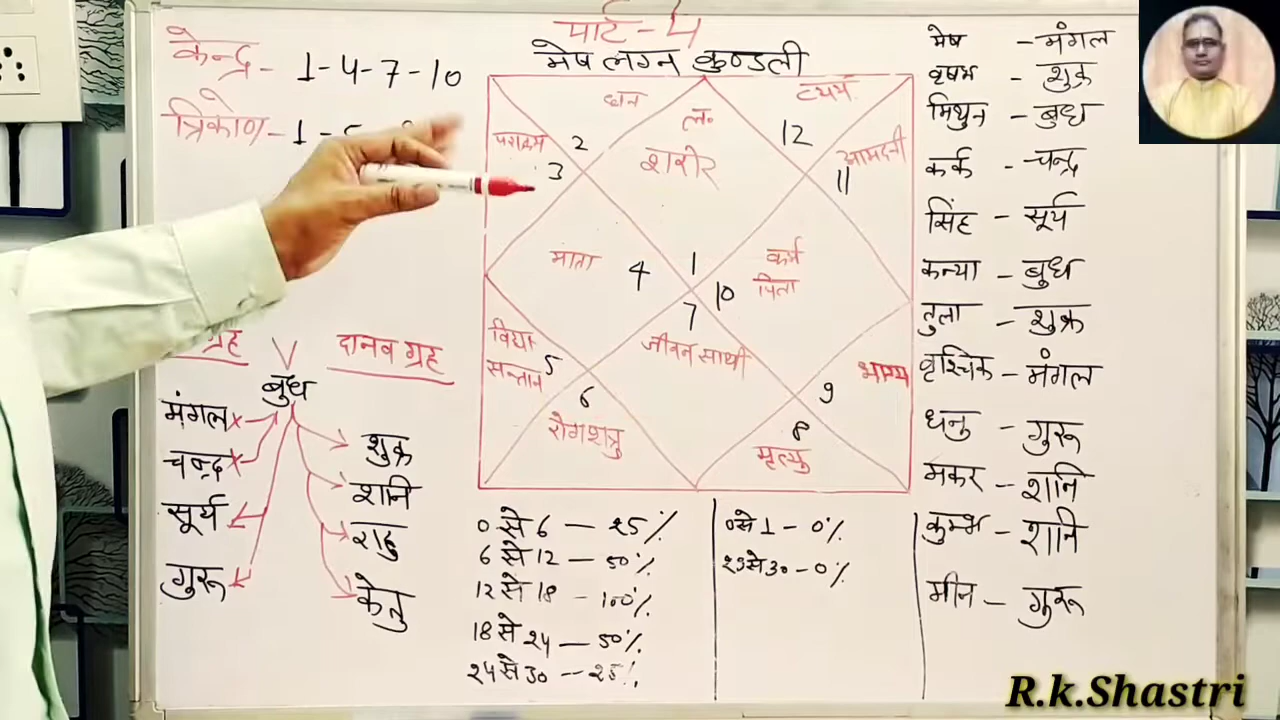 पार्ट-4
मेष लग्न कुण्डली
केन्द्र- 1-4-7-10
त्रिकोण- 1-
धन
व्यय
पराक्रम
2
3
ल०
शरीर
12
आमदनी
11
माता
4
1
10
7
कर्म
पिता
विद्या
सन्तान
5
6
रोग शत्रु
जीवन साथी
भाग्य
9
8
मृत्यु
ग्रह
दानव ग्रह
बुध
मंगल
चन्द्र
सूर्य
गुरू
शुक्र
शनि
राहु
केतु
0 से 6 — 25%
6 से 12 — 50%
12 से 18 - 100%
18 से 24 — 50%
24 से 30 — 25%
0 से 1 - 0%
29 से 30 - 0%
मेष - मंगल
वृषभ - शुक्र
मिथुन - बुध
कर्क - चन्द्र
सिंह - सूर्य
कन्या - बुध
तुला - शुक्र
वृश्चिक - मंगल
धनु - गुरू
मकर - शनि
कुम्भ - शनि
मीन - गुरू
R.k.Shastri